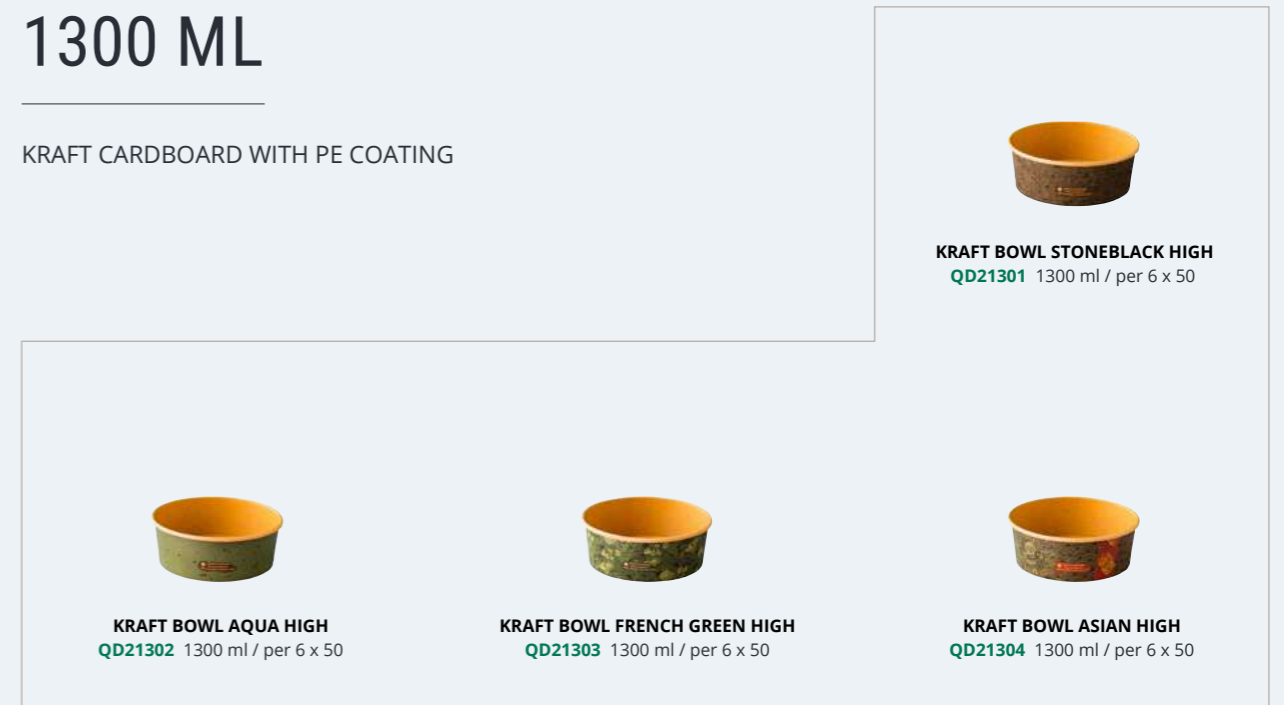 1300 ML
KRAFT CARDBOARD WITH PE COATING
KRAFT BOWL STONEBLACK HIGH
QD21301 1300 ml / per 6 x 50
KRAFT BOWL AQUA HIGH
QD21302 1300 ml / per 6 x 50
KRAFT BOWL FRENCH GREEN HIGH
QD21303 1300 ml / per 6 x 50
KRAFT BOWL ASIAN HIGH
QD21304 1300 ml / per 6 x 50